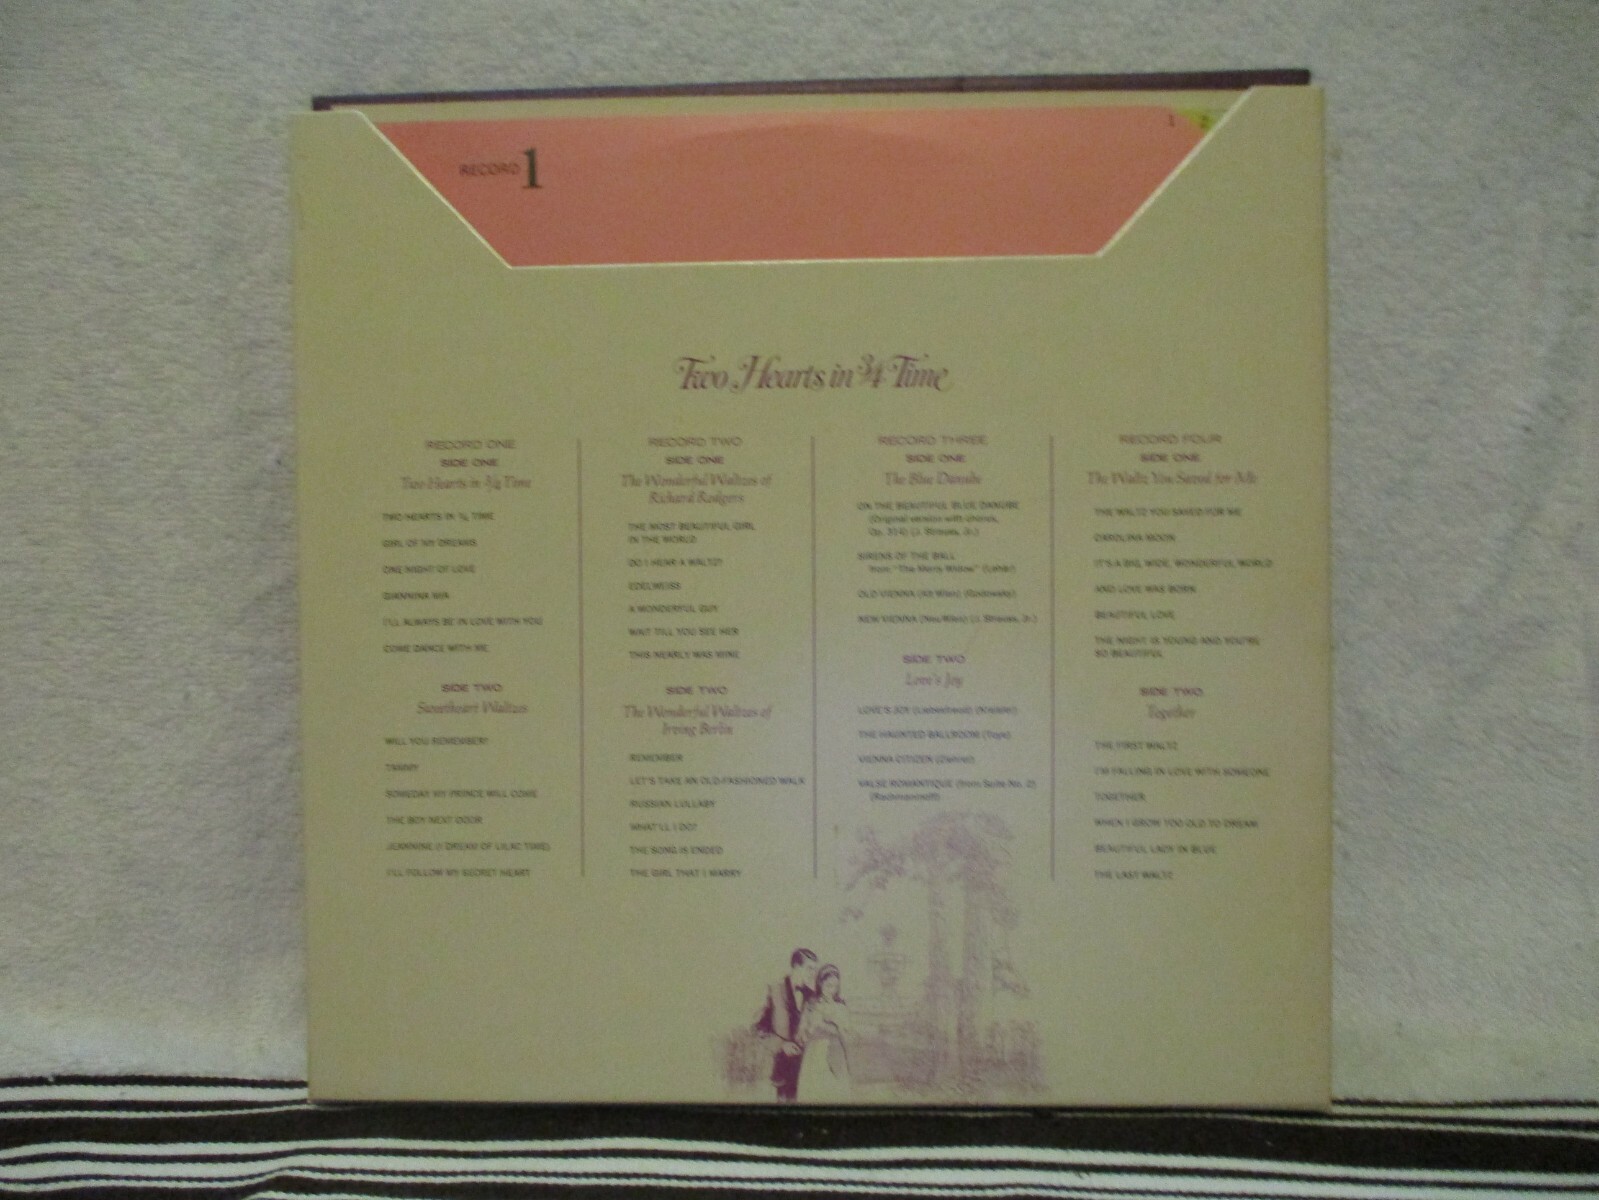 RECORD 1
1
2
Two Hearts in 3/4 Time
RECORD ONE
SIDE ONE
Two Hearts in 3/4 Time
TWO HEARTS IN 3/4 TIME
GIRL OF MY DREAMS
ONE NIGHT OF LOVE
GIANNINA MIA
I'LL ALWAYS BE IN LOVE WITH YOU
COME DANCE WITH ME
SIDE TWO
Sweetheart Waltzes
WILL YOU REMEMBER?
TAMMY
SOMEDAY MY PRINCE WILL COME
THE BOY NEXT DOOR
JEANNINE (I DREAM OF LILAC TIME)
I'LL FOLLOW MY SECRET HEART
RECORD TWO
SIDE ONE
The Wonderful Waltzes of
Richard Rodgers
THE MOST BEAUTIFUL GIRL
IN THE WORLD
DO I HEAR A WALTZ?
EDELWEISS
A WONDERFUL GUY
WAIT TILL YOU SEE HER
THIS NEARLY WAS MINE
SIDE TWO
The Wonderful Waltzes of
Irving Berlin
REMEMBER
LET'S TAKE AN OLD-FASHIONED WALK
RUSSIAN LULLABY
WHAT'LL I DO?
THE SONG IS ENDED
THE GIRL THAT I MARRY
RECORD THREE
SIDE ONE
The Blue Danube
ON THE BEAUTIFUL BLUE DANUBE
(Original version with chorus,
Op. 314) (J. Strauss, Jr.)
SIRENS OF THE BALL
from "The Merry Widow" (Lehár)
OLD VIENNA (Alt Wien) (Godowsky)
NEW VIENNA (Neu Wien) (J. Strauss, Jr.)
SIDE TWO
Love's Joy
LOVE'S JOY (Liebesfreud) (Kreisler)
THE HAUNTED BALLROOM (Toye)
VIENNA CITIZEN (Ziehrer)
VALSE ROMANTIQUE (from Suite No. 2)
(Rachmaninoff)
RECORD FOUR
SIDE ONE
The Waltz You Saved for Me
THE WALTZ YOU SAVED FOR ME
CAROLINA MOON
IT'S A BIG, WIDE, WONDERFUL WORLD
AND LOVE WAS BORN
BEAUTIFUL LOVE
THE NIGHT IS YOUNG AND YOU'RE
SO BEAUTIFUL
SIDE TWO
Together
THE FIRST WALTZ
I'M FALLING IN LOVE WITH SOMEONE
TOGETHER
WHEN I GROW TOO OLD TO DREAM
BEAUTIFUL LADY IN BLUE
THE LAST WALTZ